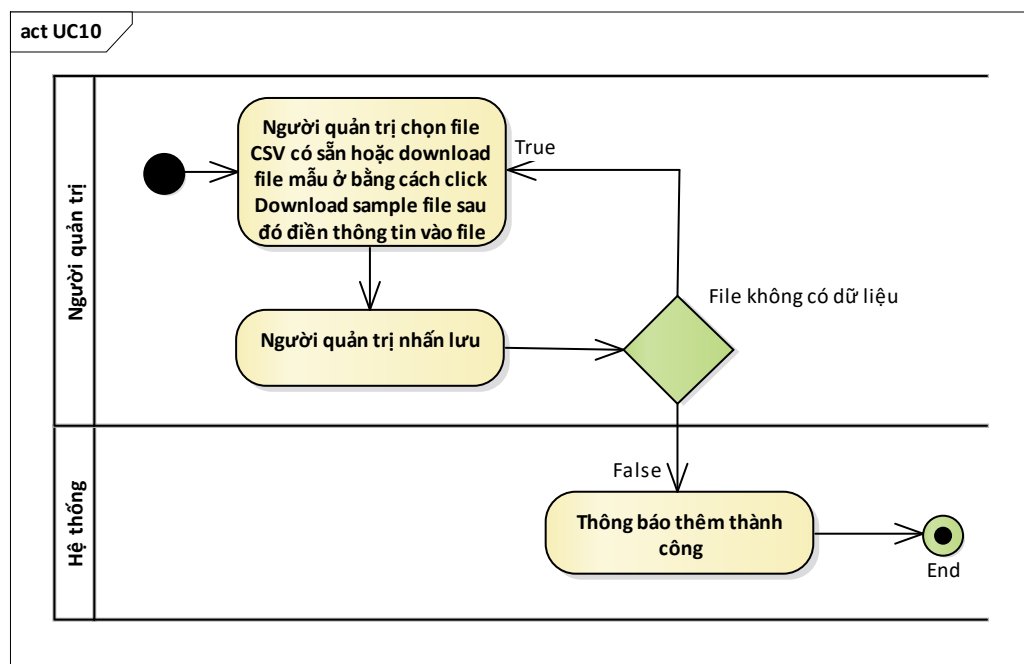 act UC10
Người quản trị
Người quản trị chọn file
CSV có sẵn hoặc download
file mẫu ở bằng cách click
Download sample file sau
đó điền thông tin vào file
True
File không có dữ liệu
Người quản trị nhấn lưu
Hệ thống
False
Thông báo thêm thành
công
End